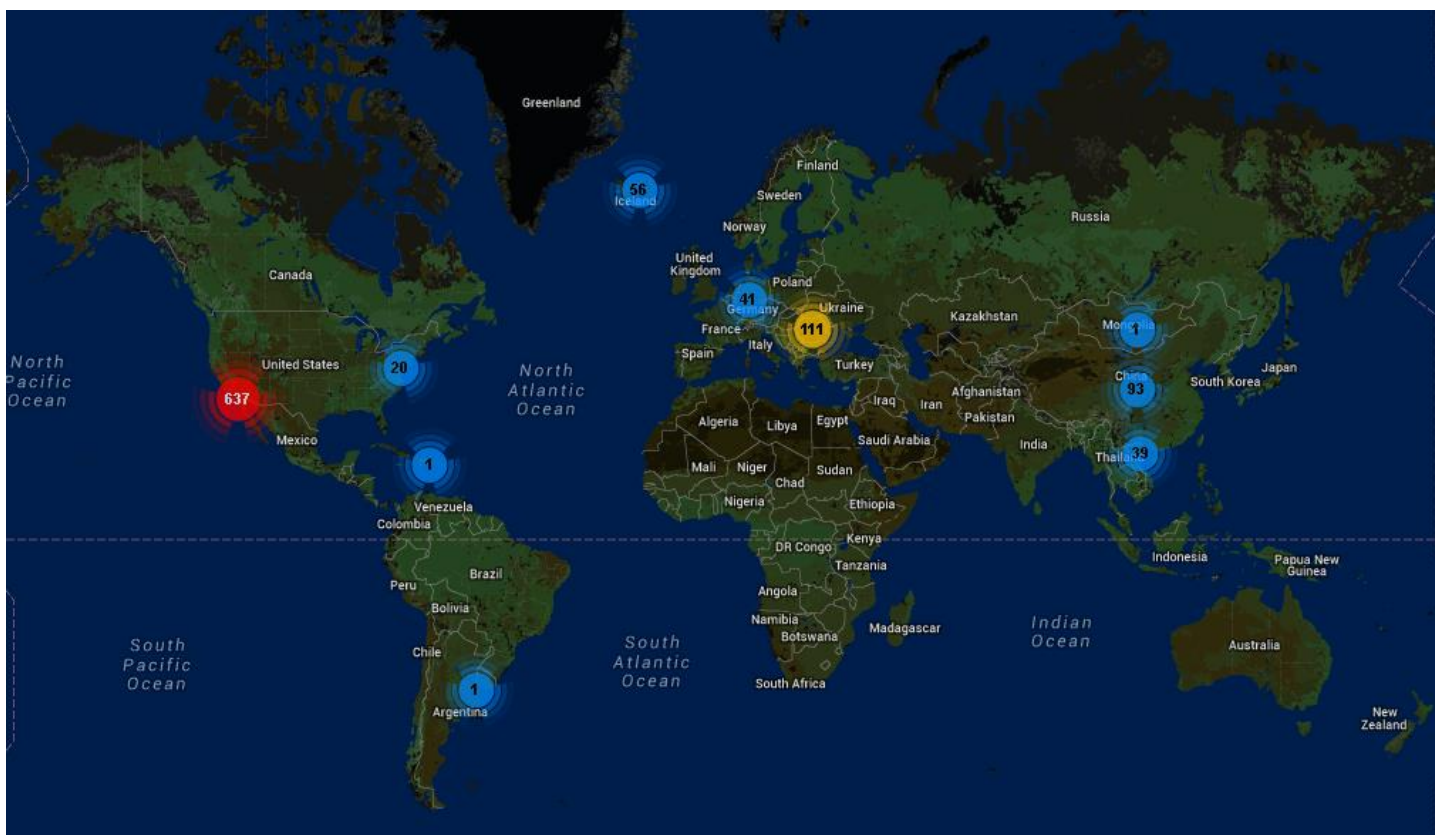 Greenland
56
Iceland
Finland
Sweden
Norway
Russia
Canada
United
Kingdom
Poland
41
Germany
Ukraine
111
France
Kazakhstan
Mongolia
1
North
Pacific
Ocean
United States
20
North
Atlantic
Ocean
Spain
Italy
Turkey
China
93
South Korea
Japan
637
Mexico
Algeria
Libya
Egypt
Iraq
Iran
Afghanistan
Pakistan
Saudi Arabia
India
Thailand
39
1
Mali
Niger
Chad
Sudan
Nigeria
Ethiopia
Venezuela
Colombia
DR Congo
Kenya
Tanzania
Indonesia
Papua New
Guinea
Peru
Brazil
Bolivia
Angola
Namibia
Botswana
Madagascar
Indian
Ocean
South
Pacific
Ocean
Chile
South
Atlantic
Ocean
Australia
1
Argentina
South Africa
New
Zealand